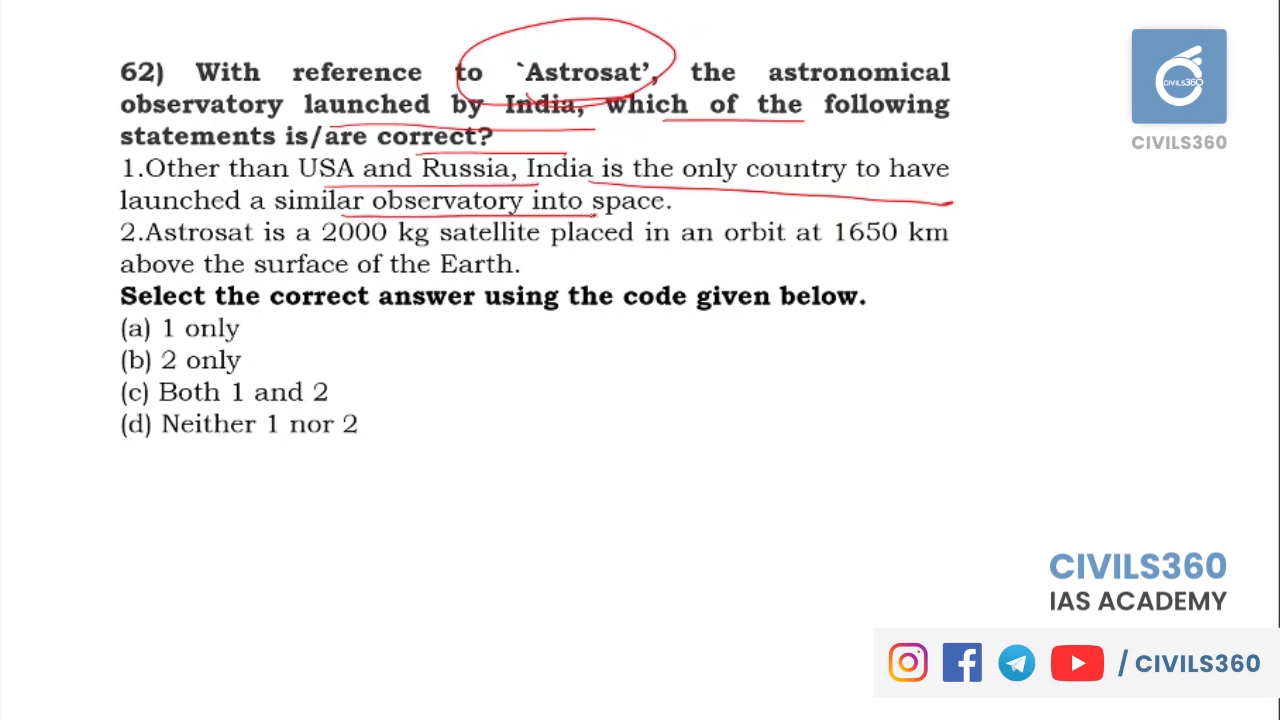 62) With reference to `Astrosat', the astronomical
observatory launched by India, which of the following
statements is/are correct?
1.Other than USA and Russia, India is the only country to have
launched a similar observatory into space.
2.Astrosat is a 2000 kg satellite placed in an orbit at 1650 km
above the surface of the Earth.
Select the correct answer using the code given below.
(a) 1 only
(b) 2 only
(c) Both 1 and 2
(d) Neither 1 nor 2
CIVILS360
CIVILS360
CIVILS360
IAS ACADEMY
/ CIVILS360